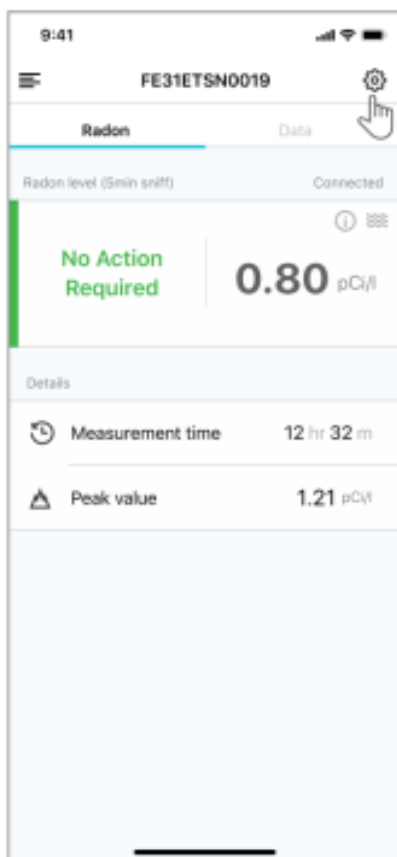 9:41
FE31ETSN0019
Radon Data
Radon level (5min sniff) Connected
No Action
Required
0.80 pCi/l
Details
Measurement time 12 hr 32 m
Peak value 1.21 pCi/l